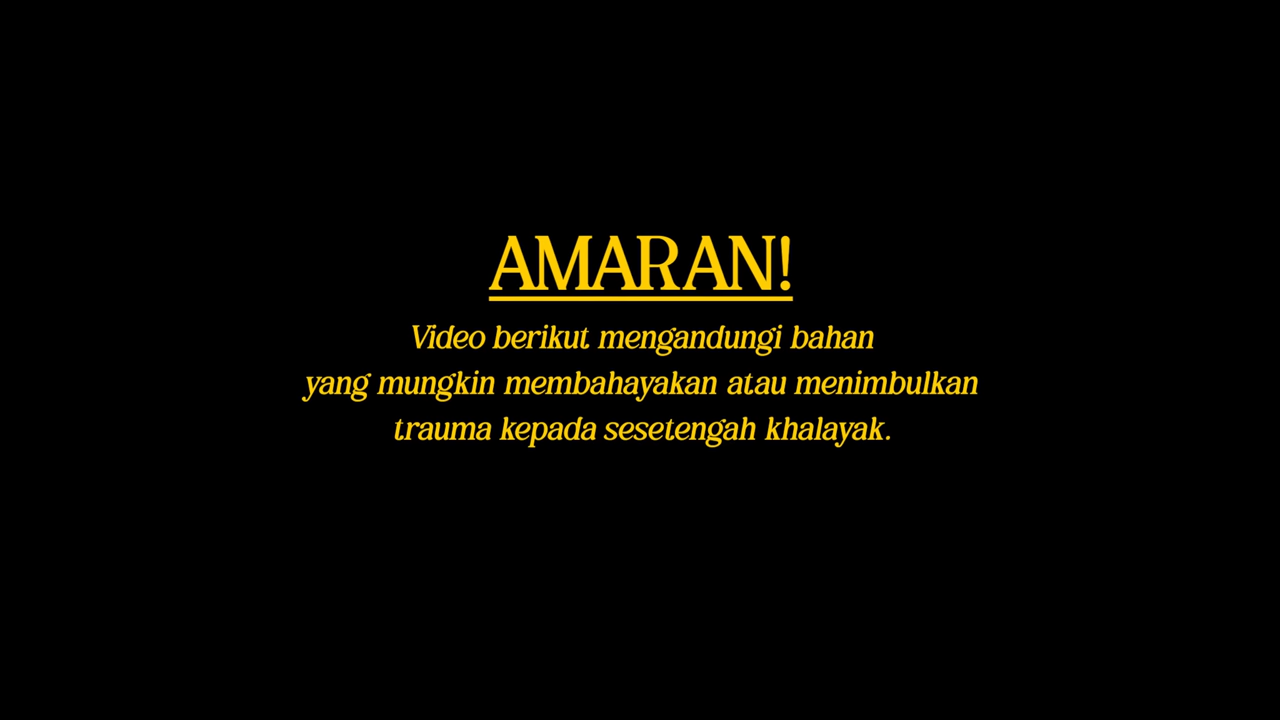 AMARAN!
Video berikut mengandungi bahan
yang mungkin membahayakan atau menimbulkan
trauma kepada sesetengah khalayak.